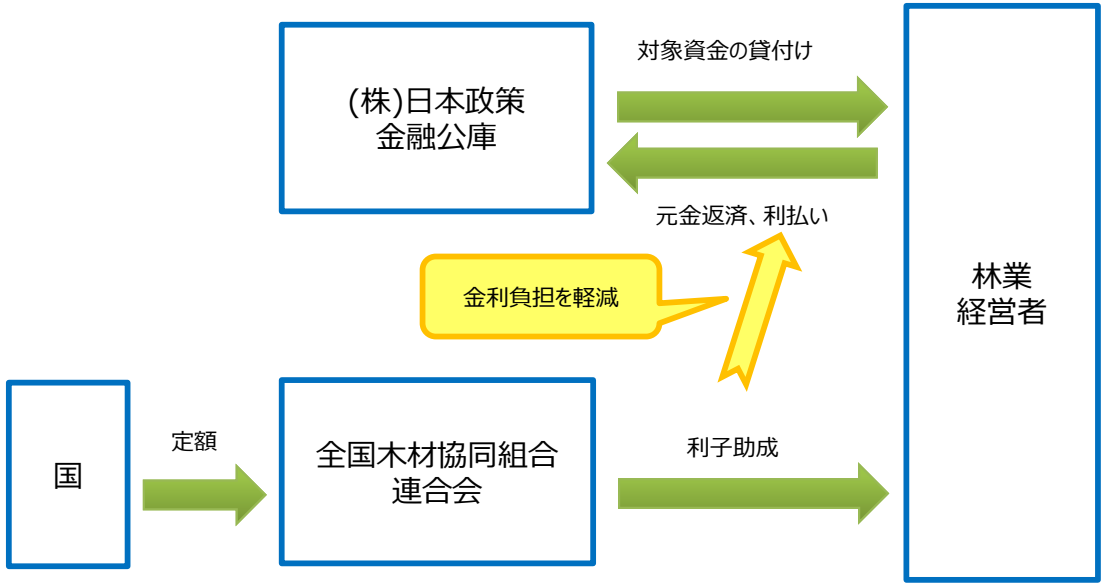 (株)日本政策
金融公庫
対象資金の貸付け
元金返済、利払い
金利負担を軽減
林業
経営者
国
定額
全国木材協同組合
連合会
利子助成